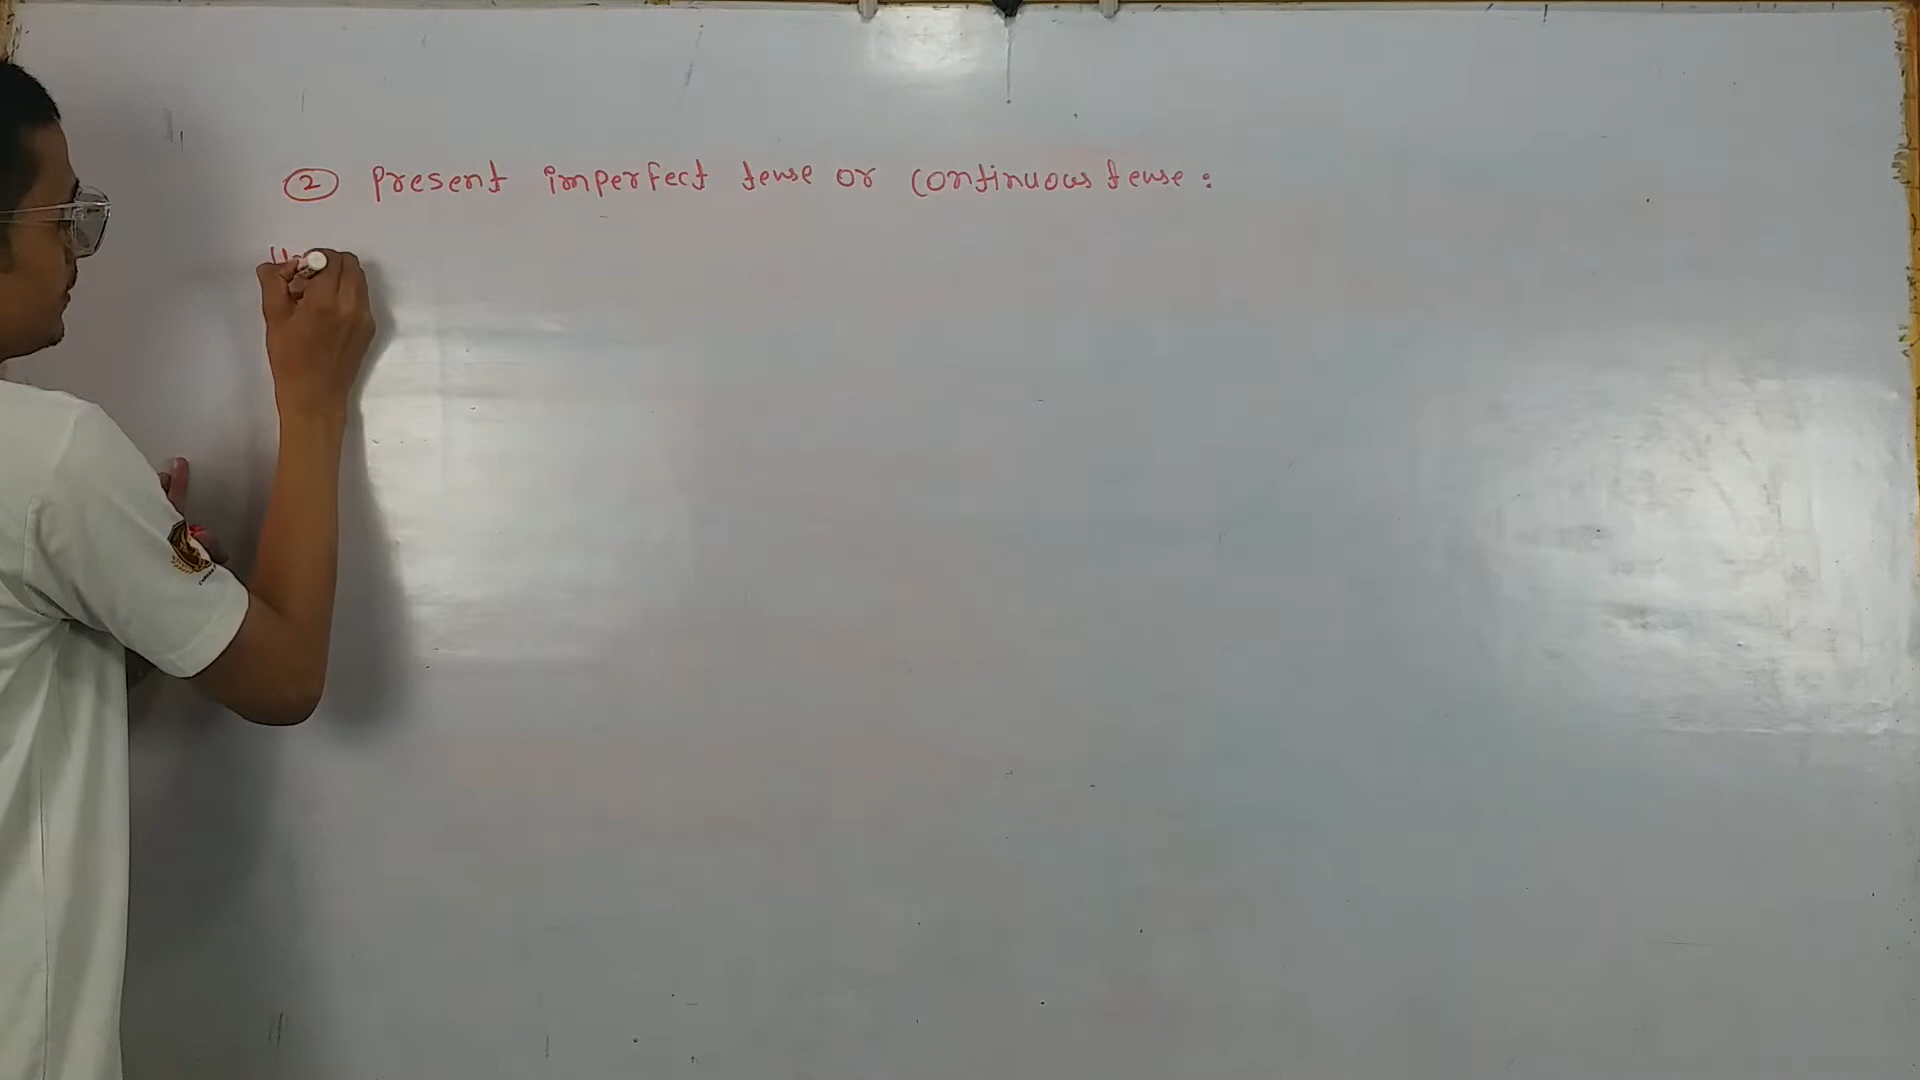 ② Present imperfect tense or continuous tense :